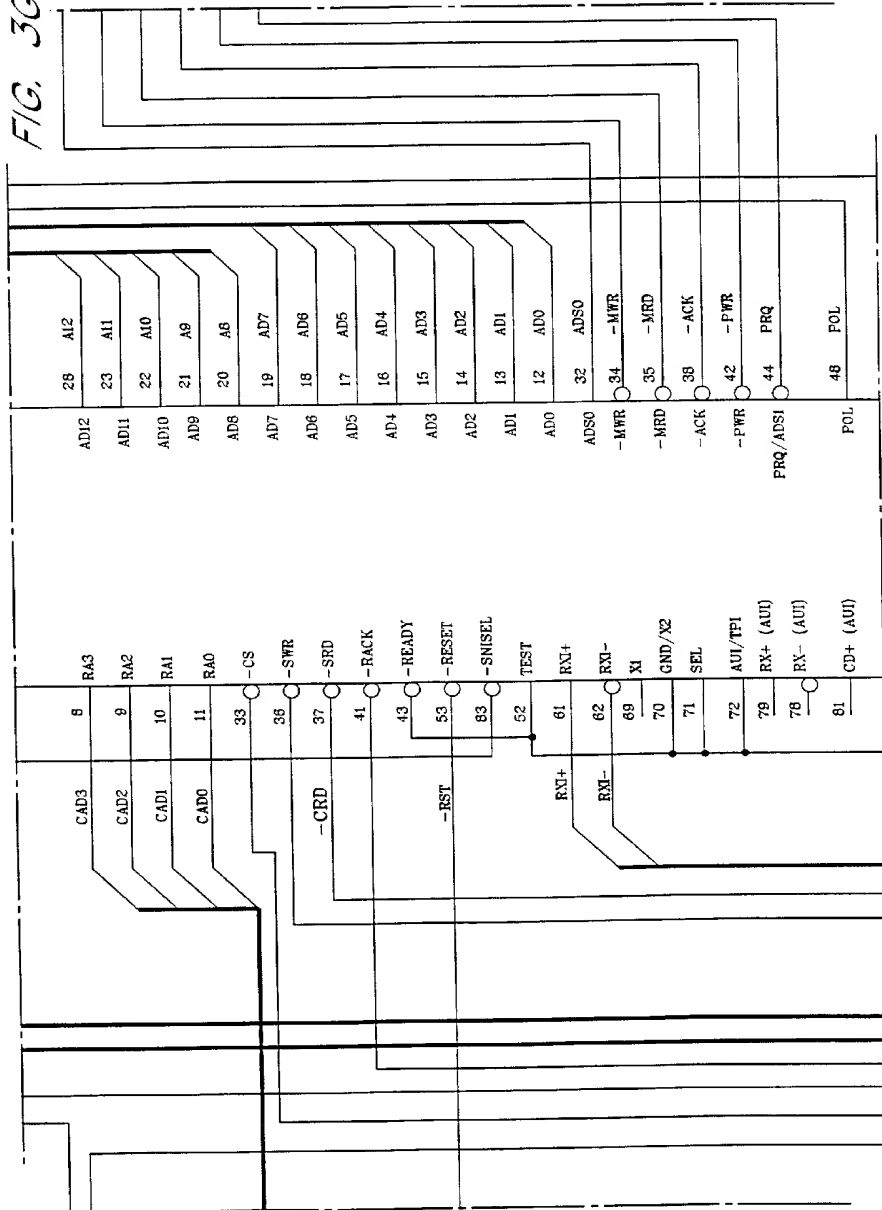 FIG. 3G
AD12 26 A12
AD11 23 A11
AD10 22 A10
AD9 21 A9
AD8 20 A8
AD7 19 AD7
AD6 18 AD6
AD5 17 AD5
AD4 16 AD4
AD3 15 AD3
AD2 14 AD2
AD1 13 AD1
AD0 12 AD0
ADS0 32 ADS0
-MWR 34 -MWR
-MRD 35 -MRD
-ACK 38 -ACK
-PWR 42 -PWR
PRQ/ADS1 44 PRQ
POL 48 POL
CAD3 8 RA3
CAD2 9 RA2
CAD1 10 RA1
CAD0 11 RA0
33 -CS
36 -SWR
-CRD 37 -SRD
41 -RACK
43 -READY
-RST 53 -RESET
63 -SNISEL
52 TEST
RXI+ 61 RXI+
RXI- 62 RXI-
69 X1
70 GND/X2
71 SEL
72 AUI/TPI
79 RX+ (AUI)
78 RX- (AUI)
81 CD+ (AUI)